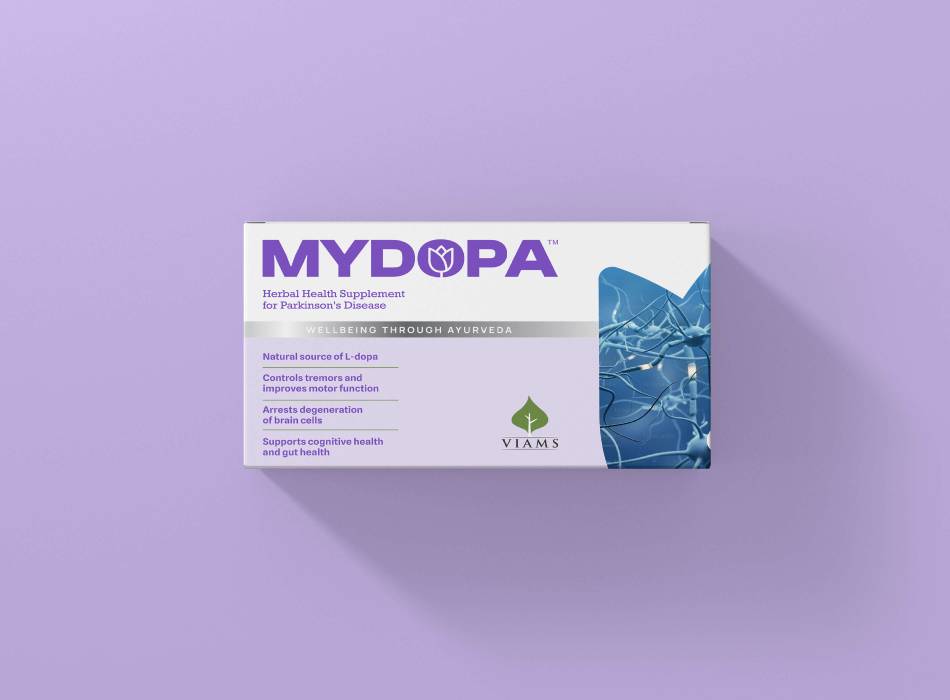 MYDOPA™
Herbal Health Supplement
for Parkinson's Disease
WELLBEING THROUGH AYURVEDA
Natural source of L-dopa
Controls tremors and
improves motor function
Arrests degeneration
of brain cells
Supports cognitive health
and gut health
VIAMS